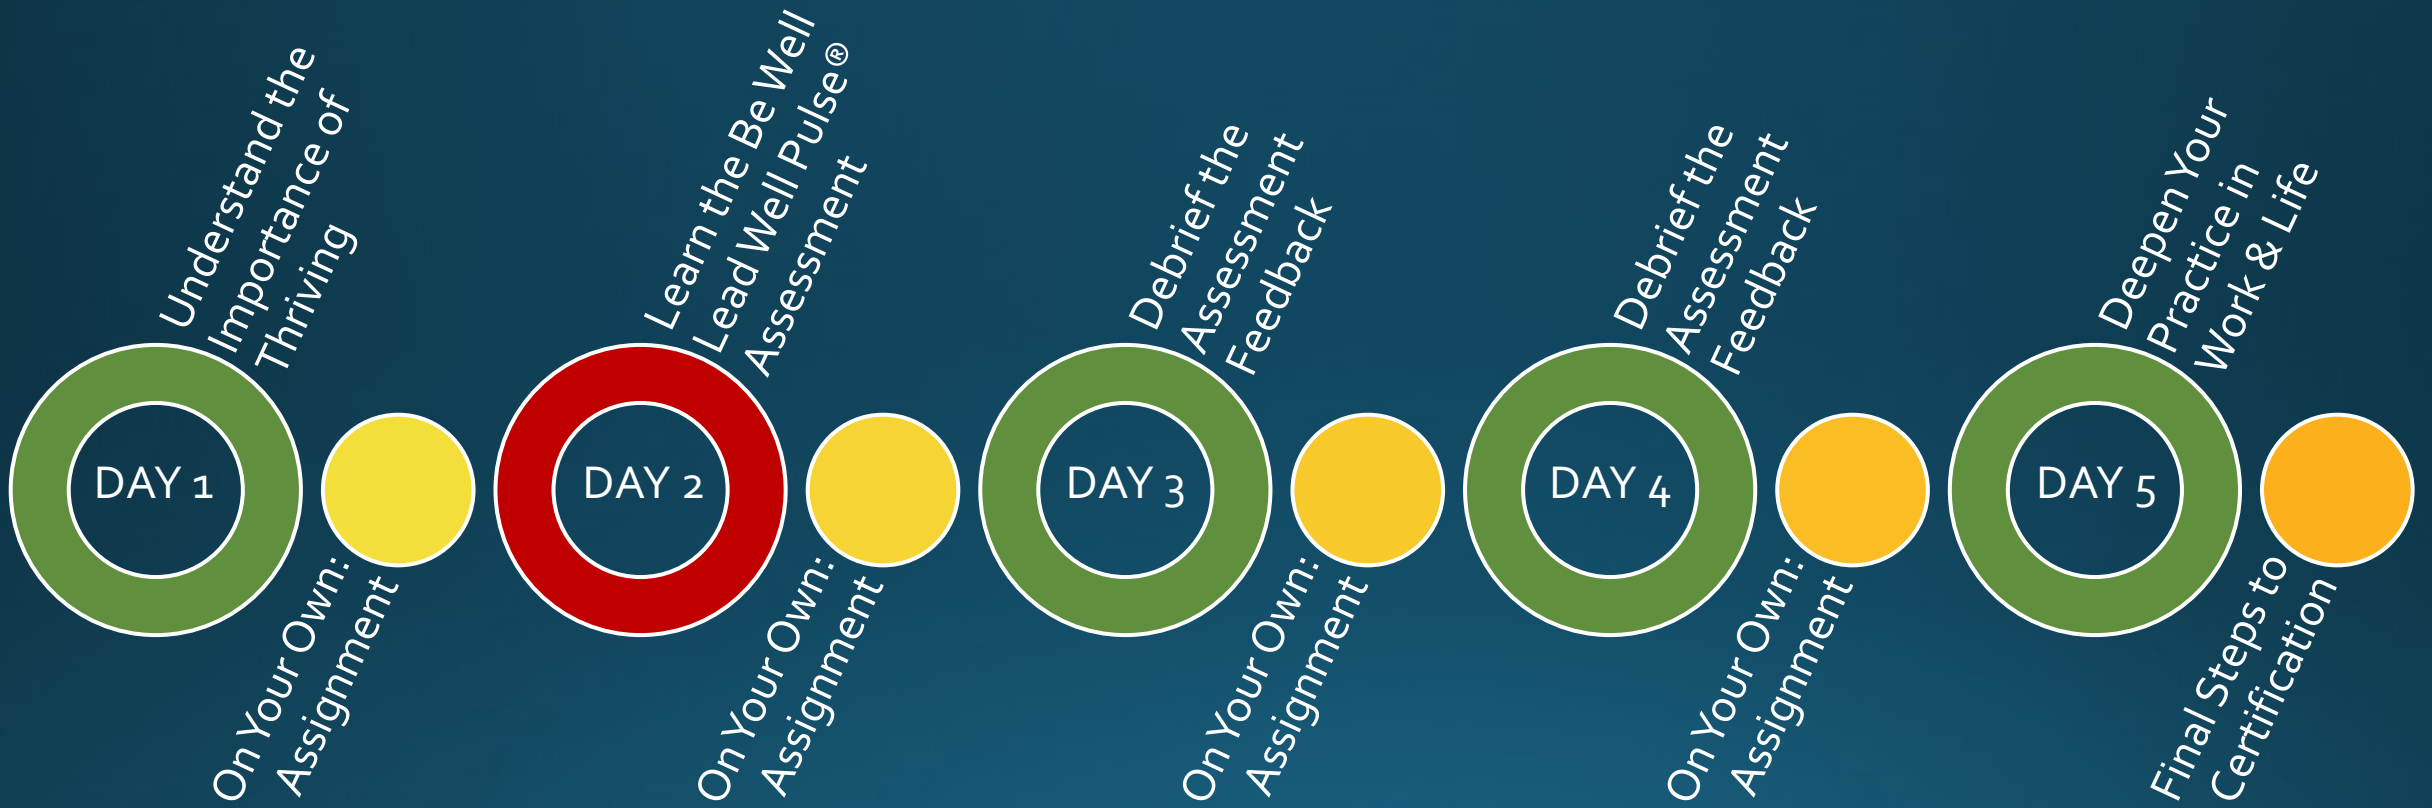 Understand the
Importance of
Thriving
DAY 1
On Your Own:
Assignment
Learn the Be Well
Lead Well Pulse®
Assessment
DAY 2
On Your Own:
Assignment
Debrief the
Assessment
Feedback
DAY 3
On Your Own:
Assignment
Debrief the
Assessment
Feedback
DAY 4
On Your Own:
Assignment
Deepen Your
Practice in
Work & Life
DAY 5
Final Steps to
Certification